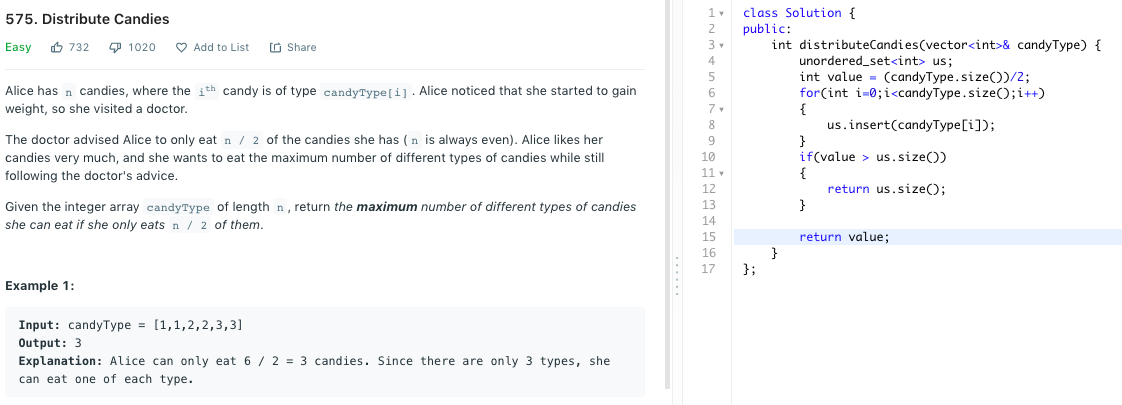 575. Distribute Candies
Easy 732 1020 Add to List Share
Alice has n candies, where the ith candy is of type candyType[i]. Alice noticed that she started to gain
weight, so she visited a doctor.
The doctor advised Alice to only eat n / 2 of the candies she has (n is always even). Alice likes her
candies very much, and she wants to eat the maximum number of different types of candies while still
following the doctor's advice.
Given the integer array candyType of length n, return the maximum number of different types of candies
she can eat if she only eats n / 2 of them.
Example 1:
Input: candyType = [1,1,2,2,3,3]
Output: 3
Explanation: Alice can only eat 6 / 2 = 3 candies. Since there are only 3 types, she
can eat one of each type.
1 class Solution {
2 public:
3     int distributeCandies(vector<int>& candyType) {
4         unordered_set<int> us;
5         int value = (candyType.size())/2;
6         for(int i=0;i<candyType.size();i++)
7         {
8             us.insert(candyType[i]);
9         }
10         if(value > us.size())
11         {
12             return us.size();
13         }
14
15         return value;
16     }
17 };